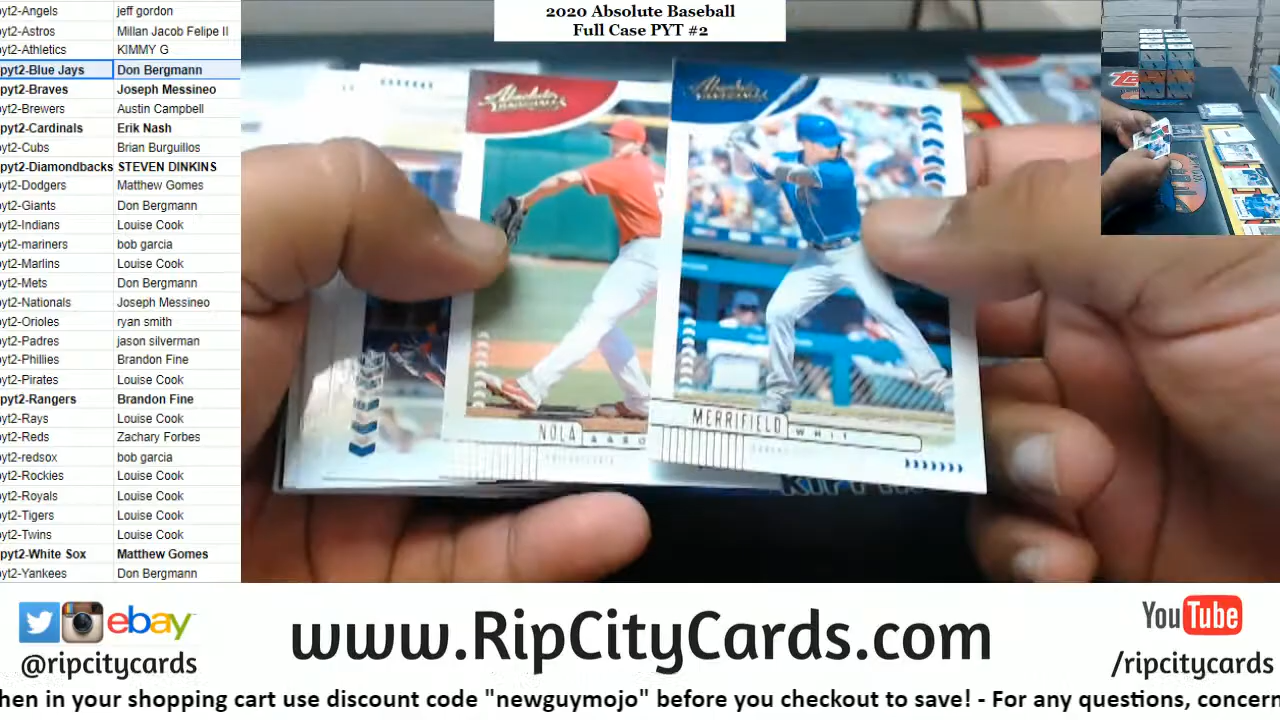 2020 Absolute Baseball
Full Case PYT #2
pyt2-Angels jeff gordon
pyt2-Astros Millan Jacob Felipe II
pyt2-Athletics KIMMY G
pyt2-Blue Jays Don Bergmann
pyt2-Braves Joseph Messineo
pyt2-Brewers Austin Campbell
pyt2-Cardinals Erik Nash
pyt2-Cubs Brian Burguillos
pyt2-Diamondbacks STEVEN DINKINS
pyt2-Dodgers Matthew Gomes
pyt2-Giants Don Bergmann
pyt2-Indians Louise Cook
pyt2-mariners bob garcia
pyt2-Marlins Louise Cook
pyt2-Mets Don Bergmann
pyt2-Nationals Joseph Messineo
pyt2-Orioles ryan smith
pyt2-Padres jason silverman
pyt2-Phillies Brandon Fine
pyt2-Pirates Louise Cook
pyt2-Rangers Brandon Fine
pyt2-Rays Louise Cook
pyt2-Reds Zachary Forbes
pyt2-redsox bob garcia
pyt2-Rockies Louise Cook
pyt2-Royals Louise Cook
pyt2-Tigers Louise Cook
pyt2-Twins Louise Cook
pyt2-White Sox Matthew Gomes
pyt2-Yankees Don Bergmann
Absolute
BASEBALL
NOLA AARO
Absolute
BASEBALL
MERRIFIELD WHIT
ebay
@ripcitycards
www.RipCityCards.com
YouTube
/ripcitycards
hen in your shopping cart use discount code "newguymojo" before you checkout to save! - For any questions, concern